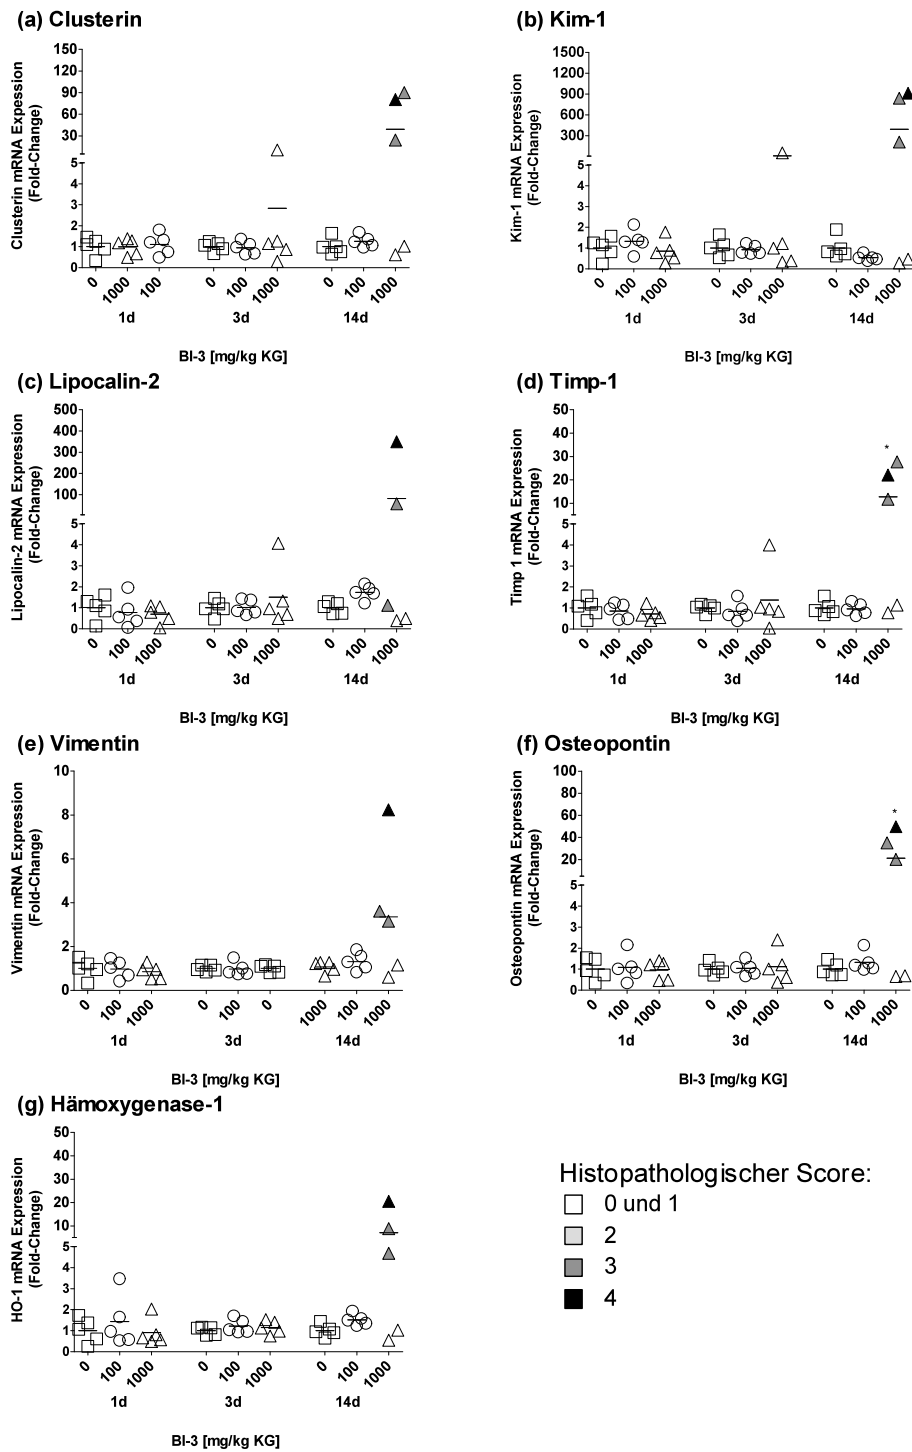 (a) Clusterin
Clusterin mRNA Expession
(Fold-Change)
150
120
90
60
30
5
4
3
2
1
0
0 1000 100 0 100 1000 0 100 1000
1d 3d 14d
BI-3 [mg/kg KG]
(b) Kim-1
Kim-1 mRNA Expression
(Fold-Change)
1500
1200
900
600
300
5
4
3
2
1
0
0 100 1000 0 100 1000 0 100 1000
1d 3d 14d
BI-3 [mg/kg KG]
(c) Lipocalin-2
Lipocalin-2 mRNA Expression
(Fold-Change)
500
400
300
200
100
5
4
3
2
1
0
0 100 1000 0 100 1000 0 100 1000
1d 3d 14d
BI-3 [mg/kg KG]
(d) Timp-1
Timp 1 mRNA Expression
(Fold-Change)
50
40
30
20
10
5
4
3
2
1
0
*
0 100 1000 0 100 1000 0 100 1000
1d 3d 14d
BI-3 [mg/kg KG]
(e) Vimentin
Vimentin mRNA Expression
(Fold-Change)
10
8
6
4
2
0
0 100 1000 0 100 0 1000 100 1000
1d 3d 14d
BI-3 [mg/kg KG]
(f) Osteopontin
Osteopontin mRNA Expression
(Fold-Change)
100
80
60
40
20
5
4
3
2
1
0
*
0 100 1000 0 100 1000 0 100 1000
1d 3d 14d
BI-3 [mg/kg KG]
(g) Hämoxygenase-1
HO-1 mRNA Expression
(Fold-Change)
50
40
30
20
10
5
4
3
2
1
0
0 100 1000 0 100 1000 0 100 1000
1d 3d 14d
BI-3 [mg/kg KG]
Histopathologischer Score:
0 und 1
2
3
4